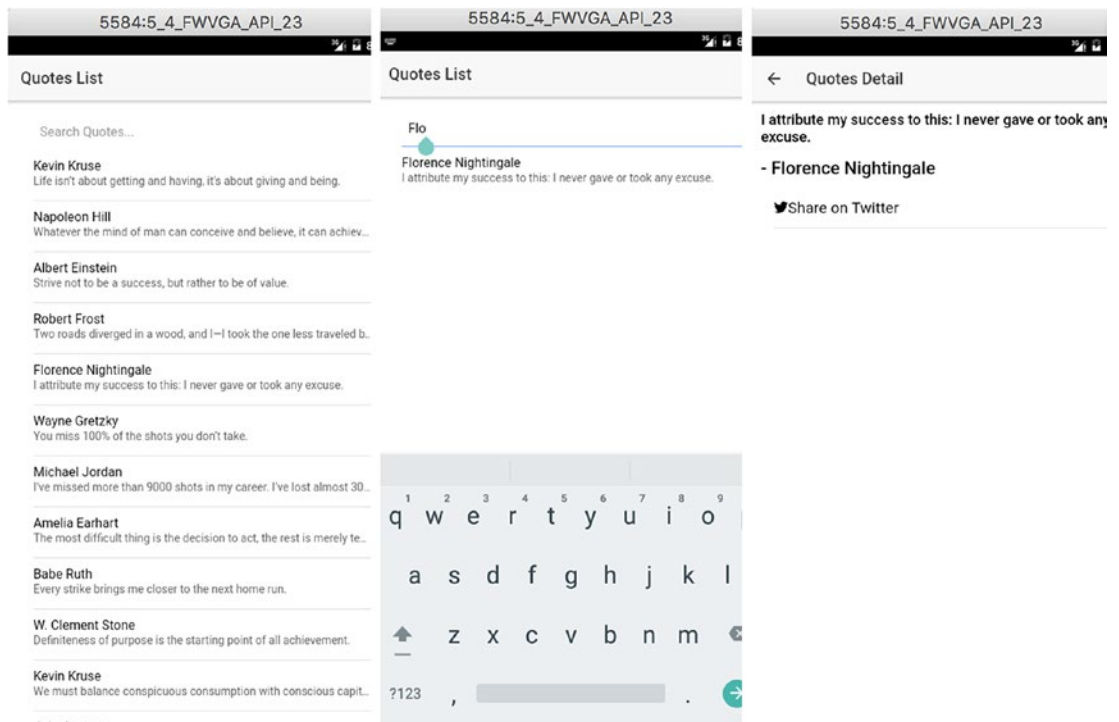 5584:5_4_FWVGA_API_23
3G
8
Quotes List
Search Quotes...
Kevin Kruse
Life isn't about getting and having, it's about giving and being.
Napoleon Hill
Whatever the mind of man can conceive and believe, it can achiev...
Albert Einstein
Strive not to be a success, but rather to be of value.
Robert Frost
Two roads diverged in a wood, and I—I took the one less traveled b..
Florence Nightingale
I attribute my success to this: I never gave or took any excuse.
Wayne Gretzky
You miss 100% of the shots you don't take.
Michael Jordan
I've missed more than 9000 shots in my career. I've lost almost 30..
Amelia Earhart
The most difficult thing is the decision to act, the rest is merely te..
Babe Ruth
Every strike brings me closer to the next home run.
W. Clement Stone
Definiteness of purpose is the starting point of all achievement.
Kevin Kruse
We must balance conspicuous consumption with conscious capit...
5584:5_4_FWVGA_API_23
3G
8
Quotes List
Flo
Florence Nightingale
I attribute my success to this: I never gave or took any excuse.
1 2 3 4 5 6 7 8 9
q w e r t y u i o
a s d f g h j k l
z x c v b n m
?123 , .
5584:5_4_FWVGA_API_23
3G
Quotes Detail
I attribute my success to this: I never gave or took any
excuse.
- Florence Nightingale
Share on Twitter